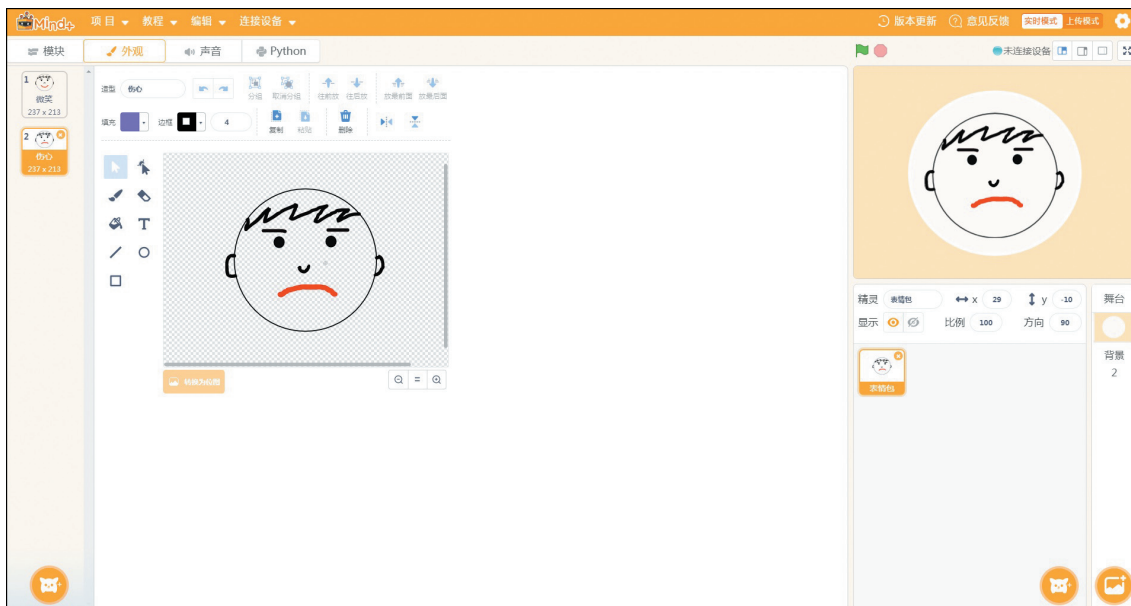 Mind+ 项目 教程 编辑 连接设备 版本更新 意见反馈 实时模式 上传模式
模块 外观 声音 Python 未连接设备
1
微笑
237 x 213
2
伤心
237 x 213
造型 伤心 分组 取消分组 往前放 往后放 放最前面 放最后面
填充 边框 4 复制 粘贴 删除
T
转换为位图
精灵 表情包 x 29 y -10
显示 比例 100 方向 90
表情包
舞台
背景
2